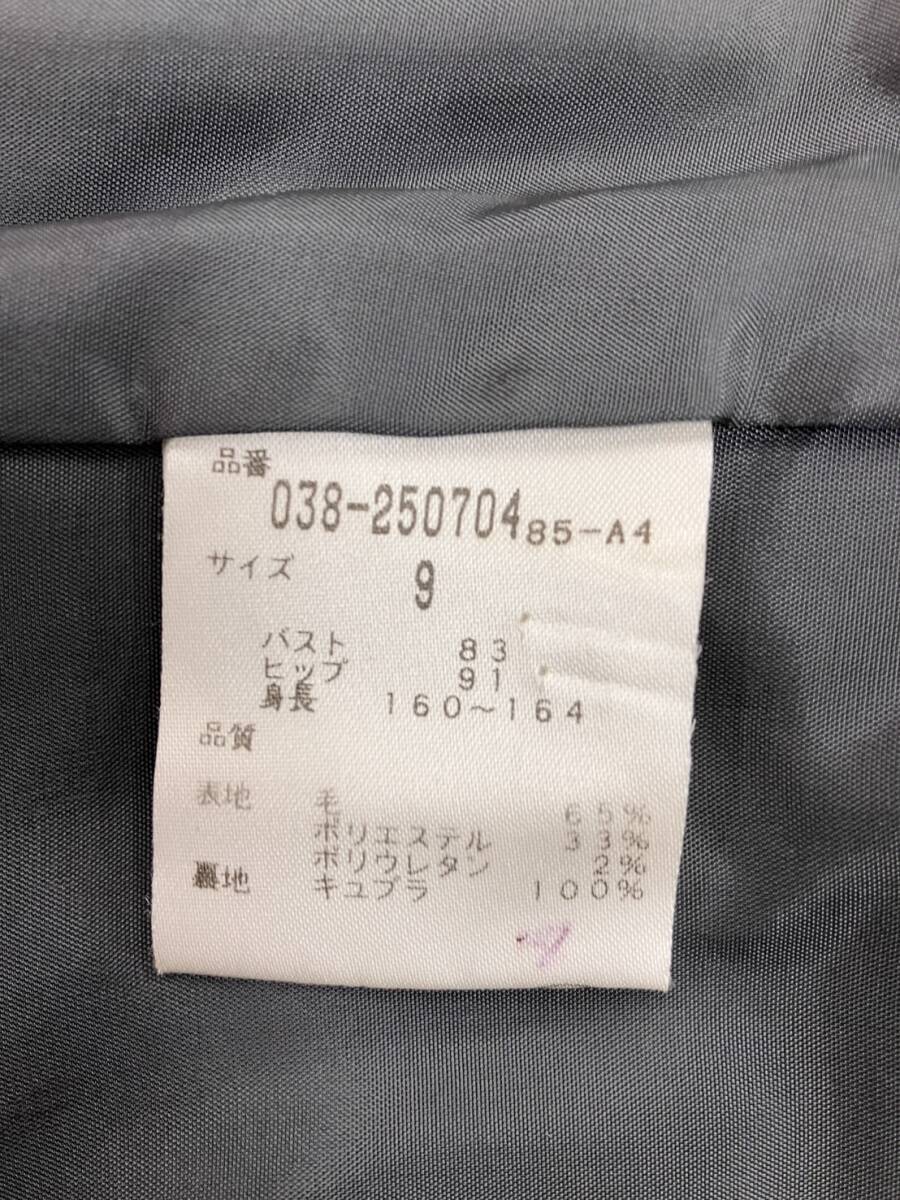 品番
038-250704 85-A4
サイズ 9
バスト 83
ヒップ 91
身長 160~164
品質
表地 毛 65%
ポリエステル 33%
ポリウレタン 2%
裏地 キュプラ 100%